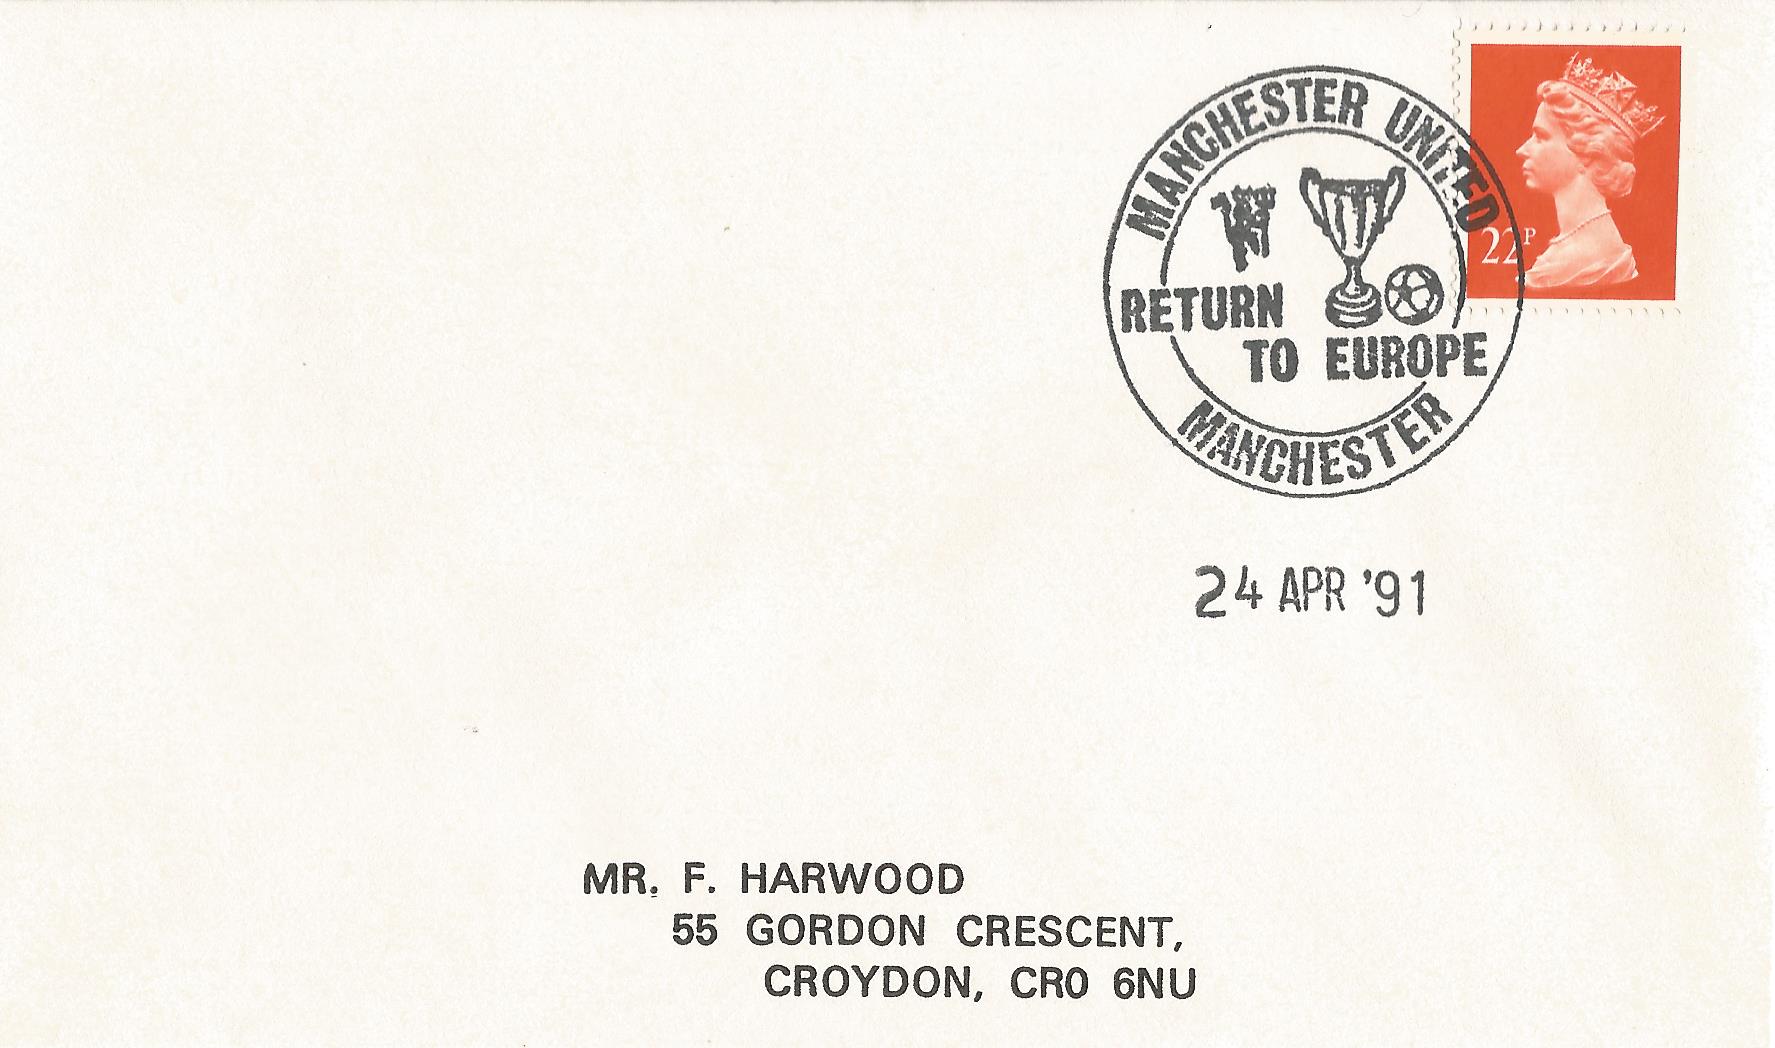 MANCHESTER UNITED
22P
RETURN
TO EUROPE
MANCHESTER
24 APR '91
MR. F. HARWOOD
55 GORDON CRESCENT,
CROYDON, CR0 6NU